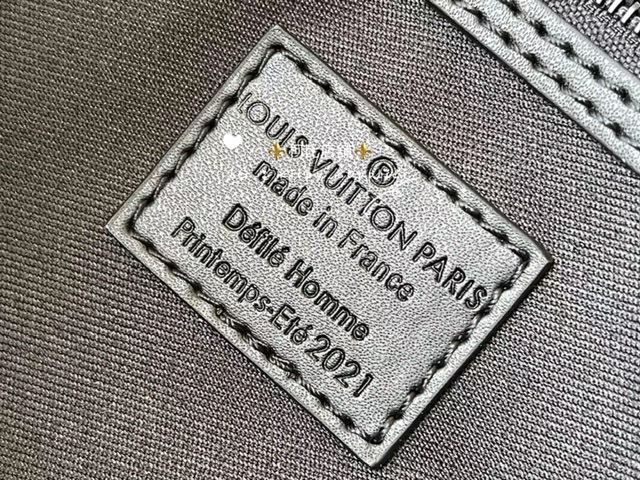 LOUIS VUITTON PARIS
®
made in France
Défilé Homme
Printemps-Eté 2021